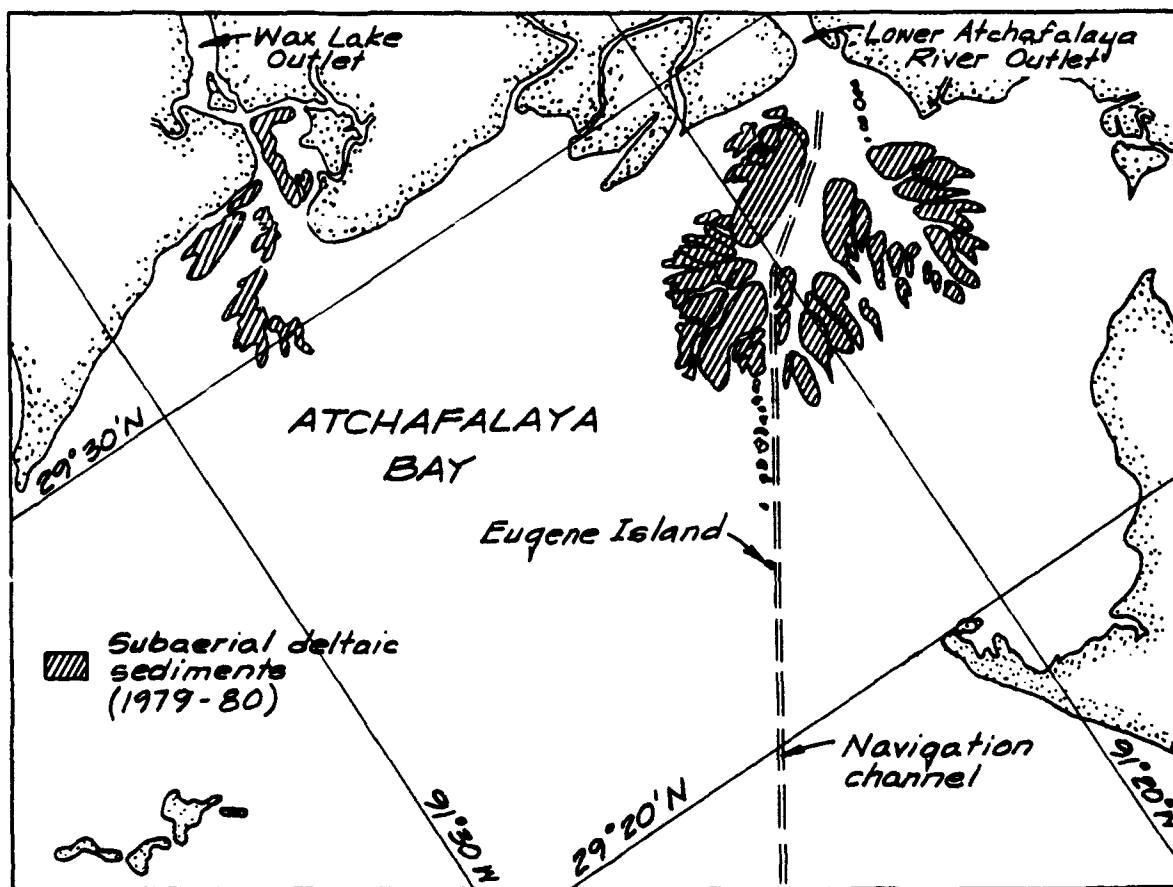 Wax Lake
Outlet
Lower Atchafalaya
River Outlet
29°30'N
ATCHAFALAYA
BAY
Eugene Island
Subaerial deltaic
sediments
(1979-80)
Navigation
channel
91°30 W
29°20'N
91°20'N